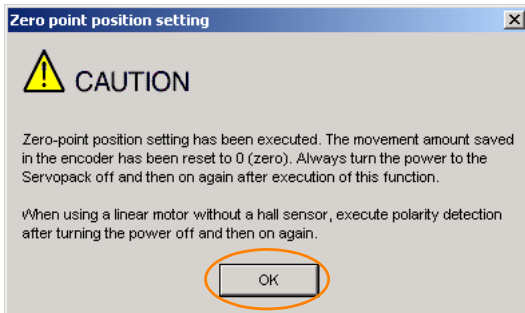 Zero point position setting
CAUTION
Zero-point position setting has been executed. The movement amount saved
in the encoder has been reset to 0 (zero). Always turn the power to the
Servopack off and then on again after execution of this function.
When using a linear motor without a hall sensor, execute polarity detection
after turning the power off and then on again.
OK